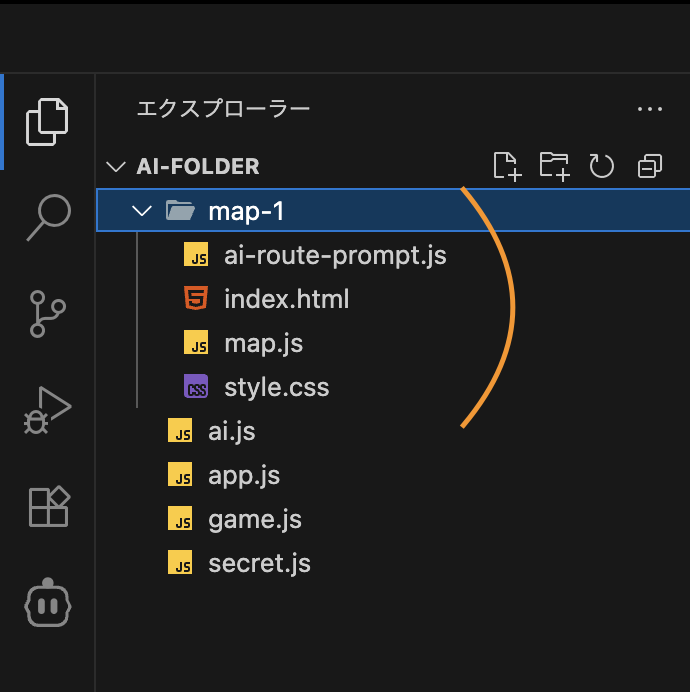 エクスプローラー
AI-FOLDER
map-1
JS ai-route-prompt.js
index.html
JS map.js
CSS style.css
JS ai.js
JS app.js
JS game.js
JS secret.js